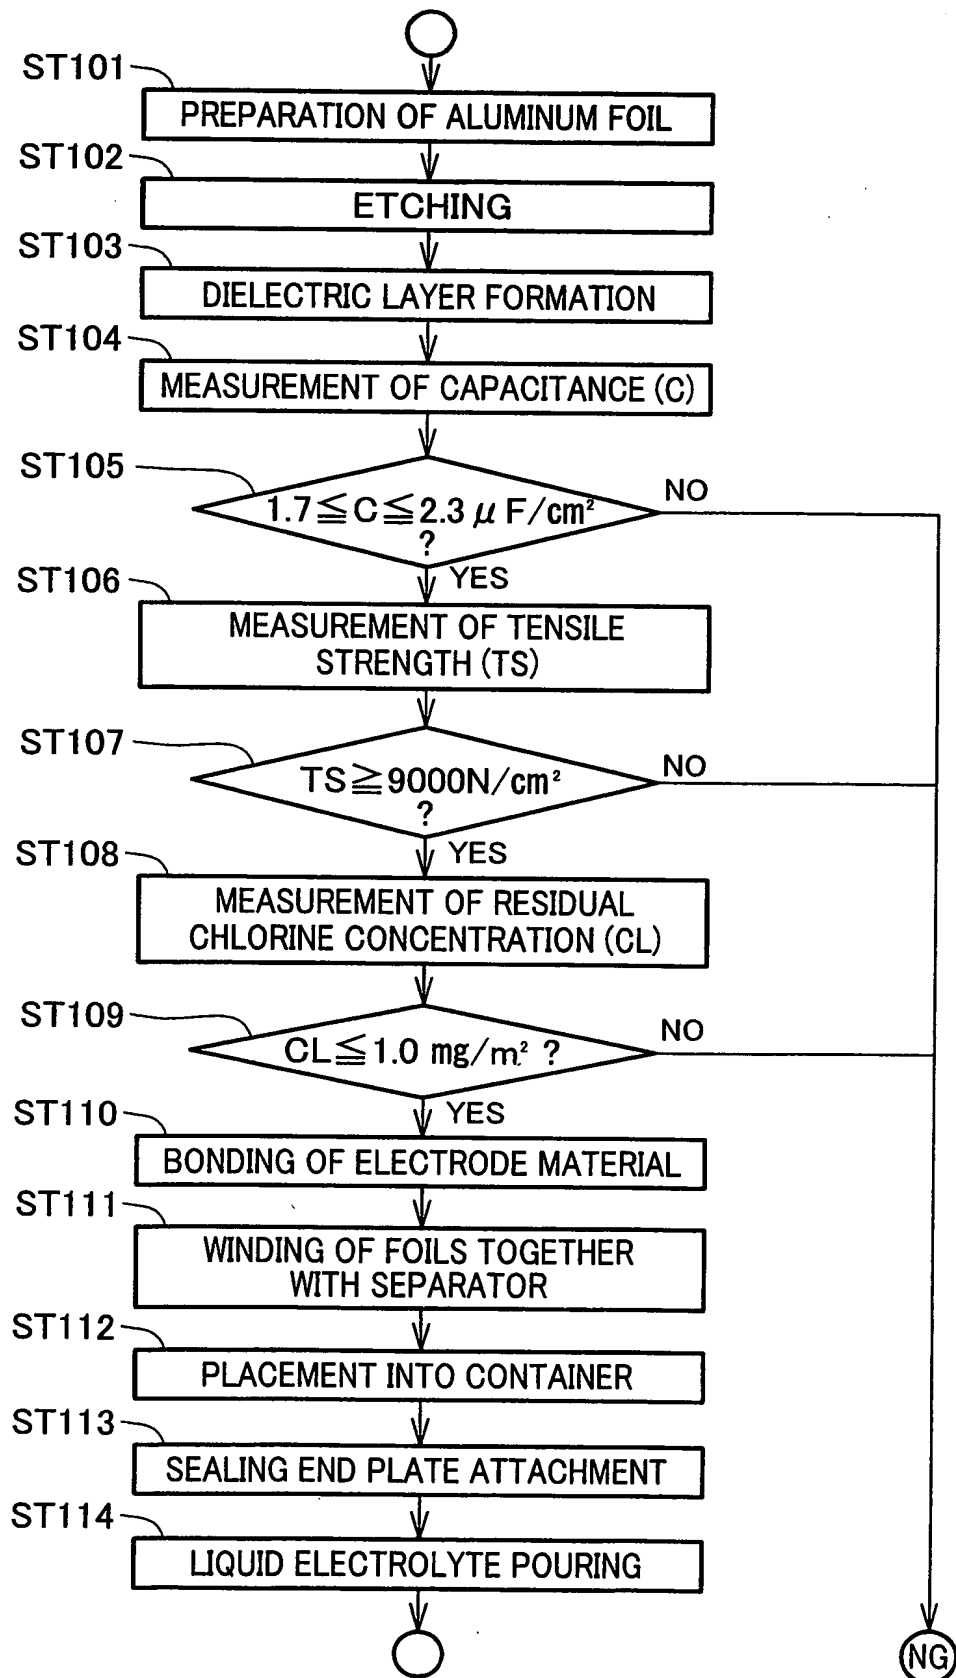 ST101
PREPARATION OF ALUMINUM FOIL
ST102
ETCHING
ST103
DIELECTRIC LAYER FORMATION
ST104
MEASUREMENT OF CAPACITANCE (C)
ST105
1.7≦C≦2.3 μF/cm²
?
NO
YES
ST106
MEASUREMENT OF TENSILE
STRENGTH (TS)
ST107
TS≧9000N/cm²
?
NO
YES
ST108
MEASUREMENT OF RESIDUAL
CHLORINE CONCENTRATION (CL)
ST109
CL≦1.0 mg/m² ?
NO
YES
ST110
BONDING OF ELECTRODE MATERIAL
ST111
WINDING OF FOILS TOGETHER
WITH SEPARATOR
ST112
PLACEMENT INTO CONTAINER
ST113
SEALING END PLATE ATTACHMENT
ST114
LIQUID ELECTROLYTE POURING
NG